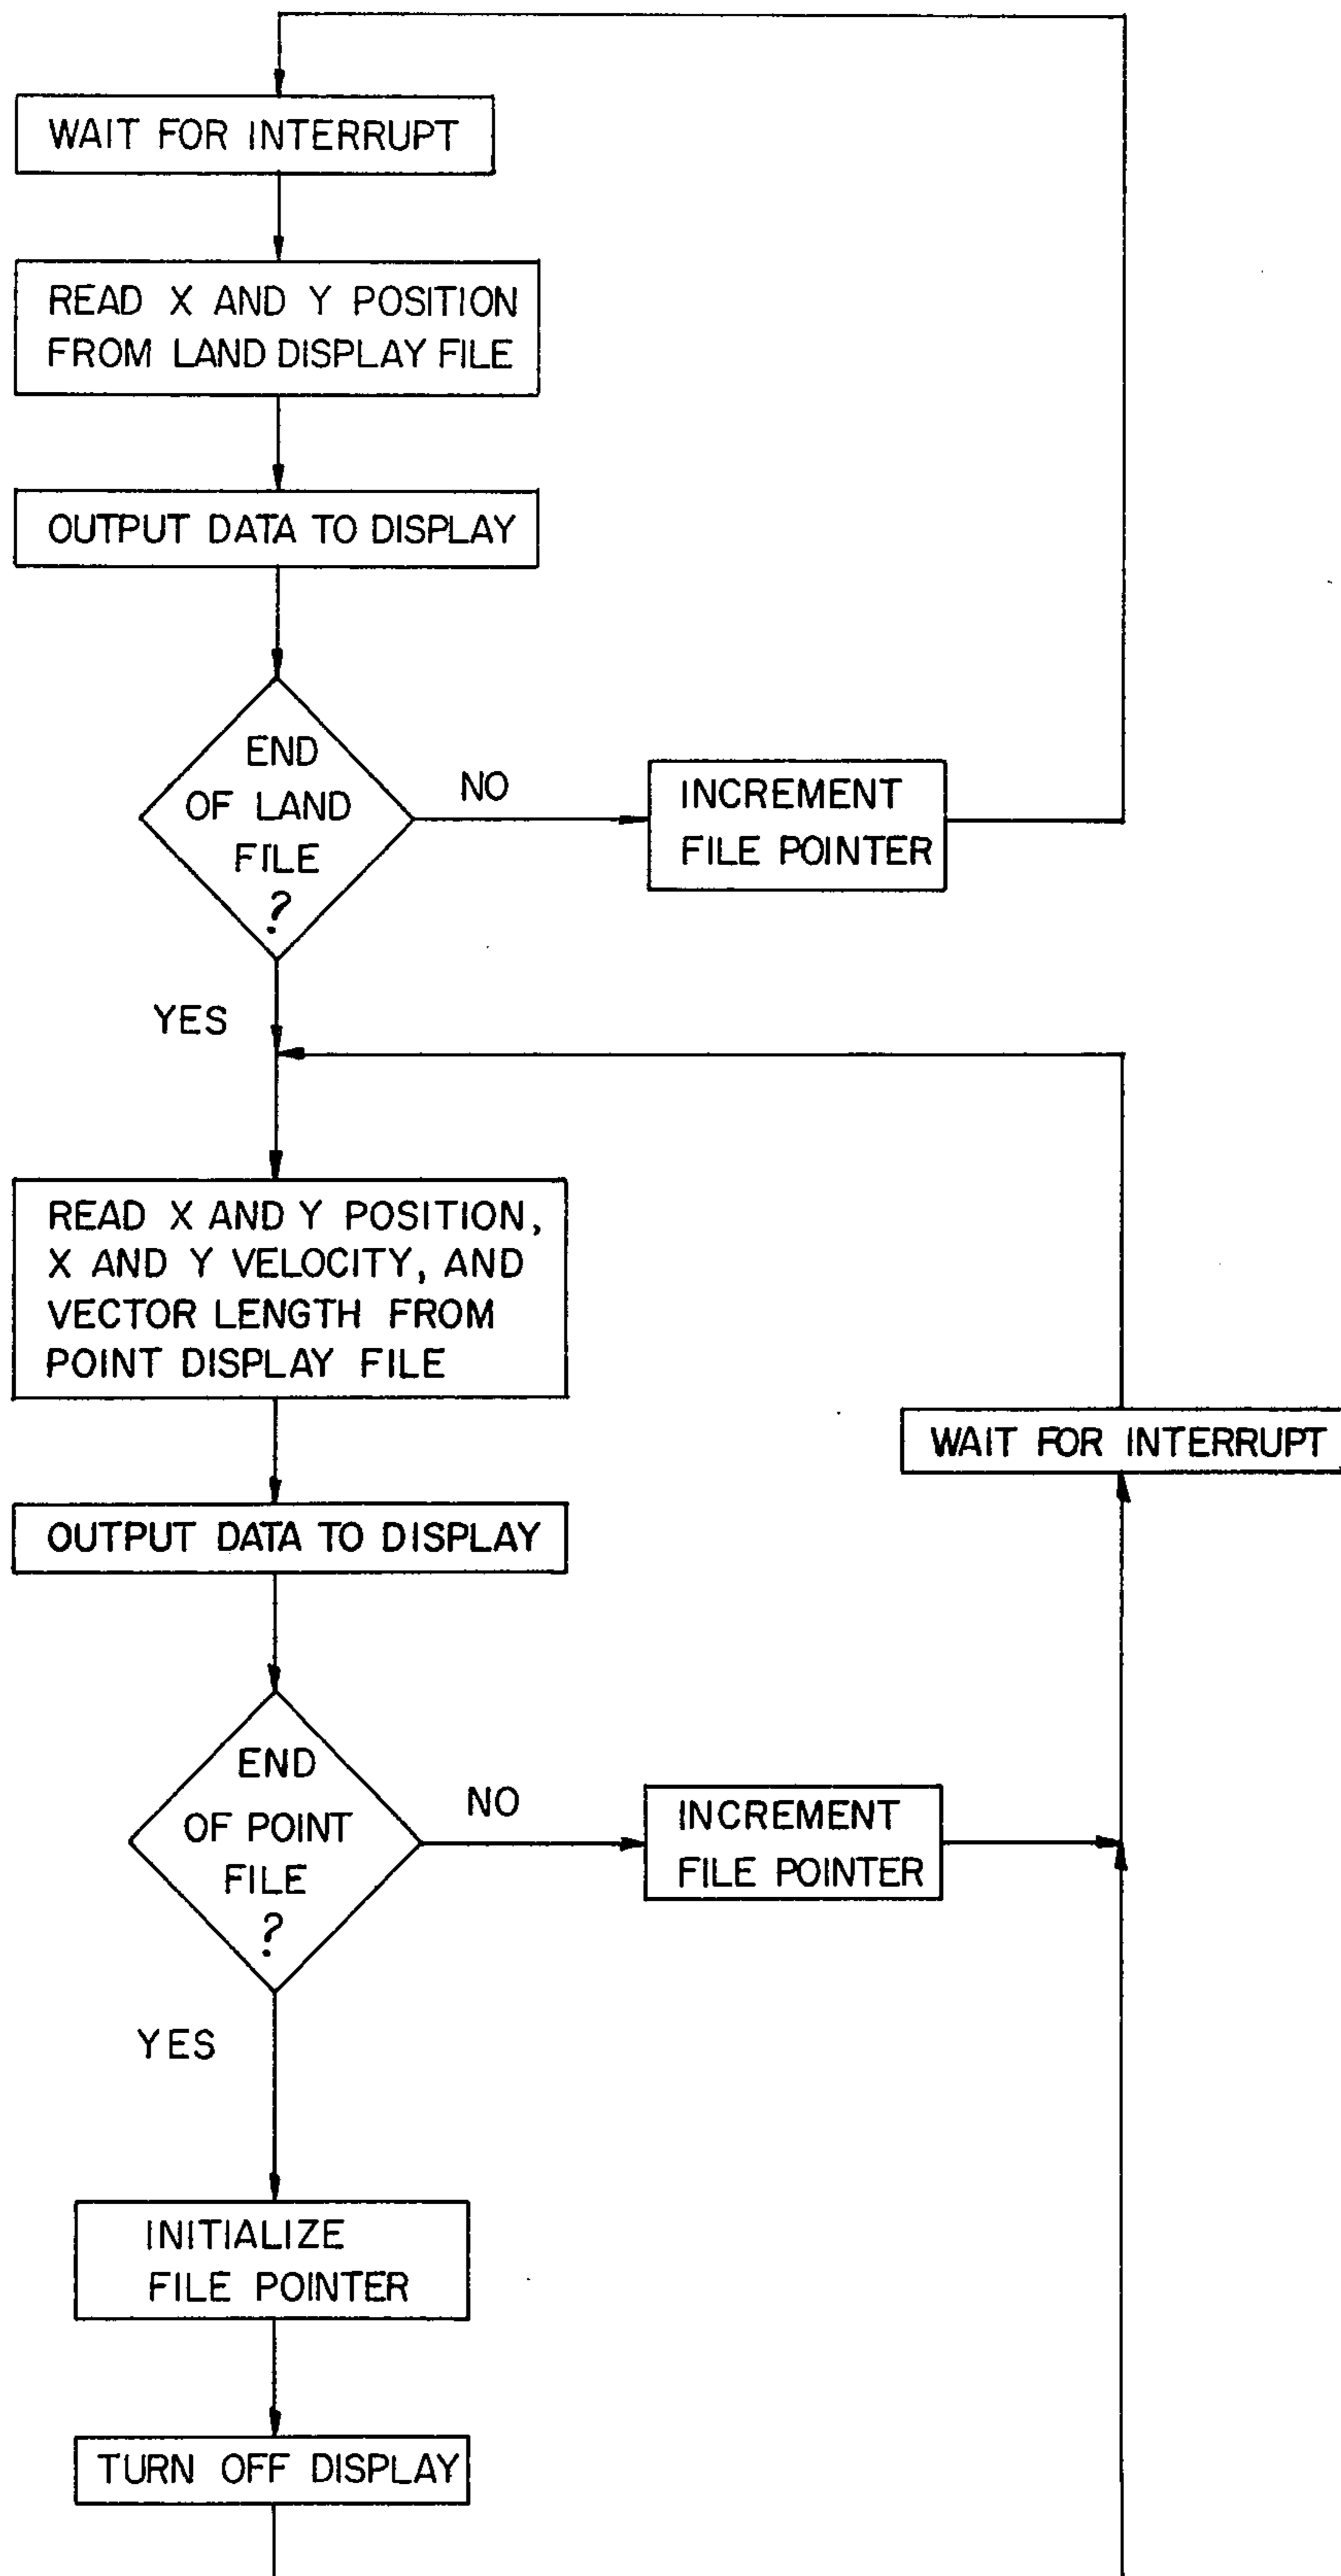 WAIT FOR INTERRUPT
READ X AND Y POSITION
FROM LAND DISPLAY FILE
OUTPUT DATA TO DISPLAY
END
OF LAND
FILE
?
NO
INCREMENT
FILE POINTER
YES
READ X AND Y POSITION,
X AND Y VELOCITY, AND
VECTOR LENGTH FROM
POINT DISPLAY FILE
WAIT FOR INTERRUPT
OUTPUT DATA TO DISPLAY
END
OF POINT
FILE
?
NO
INCREMENT
FILE POINTER
YES
INITIALIZE
FILE POINTER
TURN OFF DISPLAY